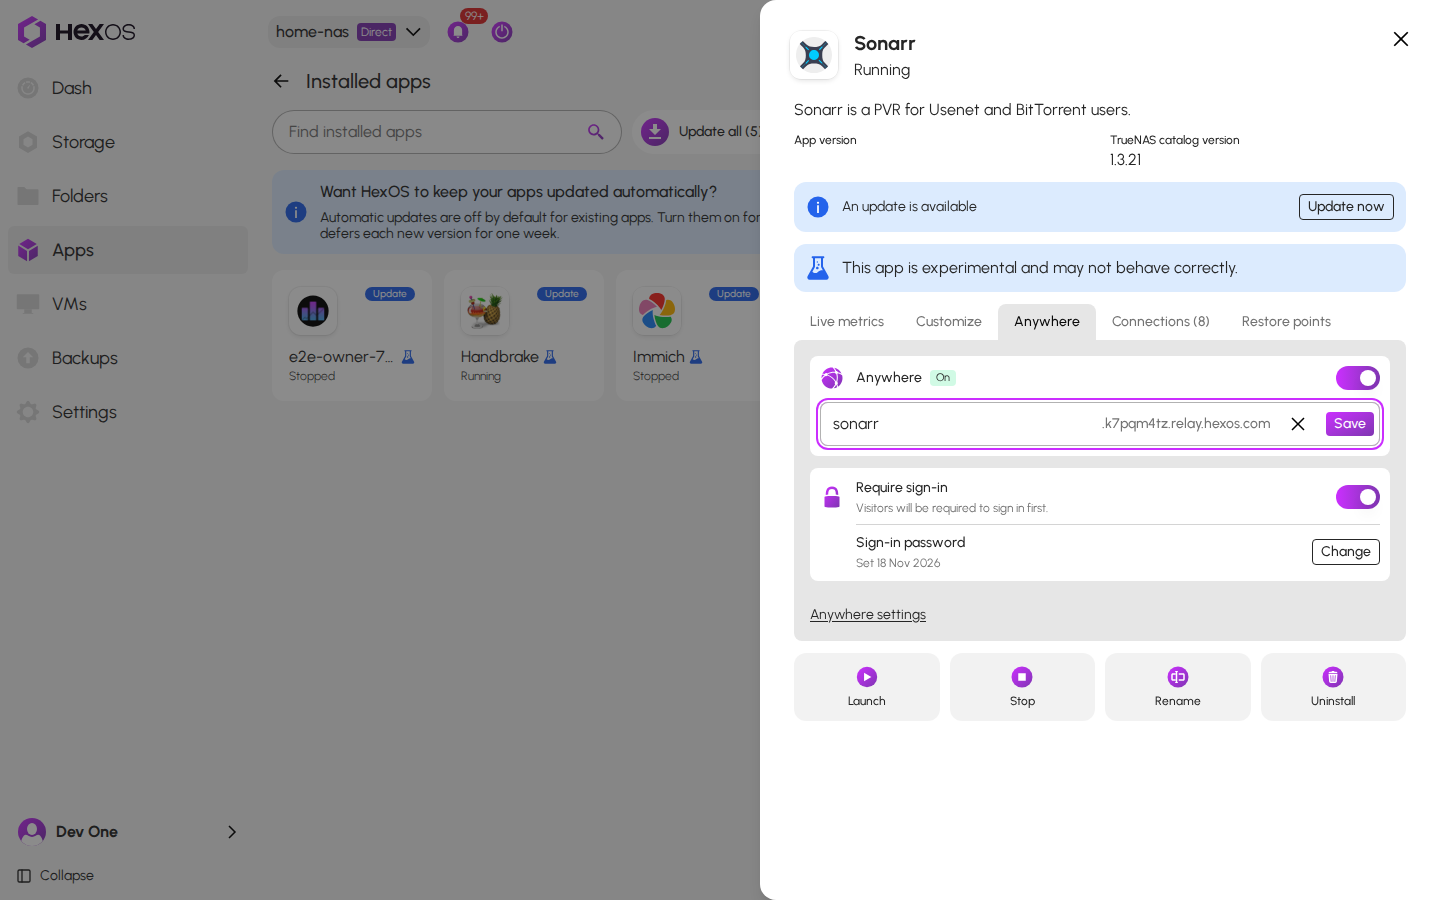 HEXOS
home-nas
Direct
99+
Dash
Storage
Folders
Apps
VMs
Backups
Settings
Dev One
Collapse
Installed apps
Find installed apps
Update all (5)
Want HexOS to keep your apps updated automatically?
Automatic updates are off by default for existing apps. Turn them on for
defers each new version for one week.
Update
e2e-owner-7...
Stopped
Update
Handbrake
Running
Update
Immich
Stopped
Sonarr
Running
Sonarr is a PVR for Usenet and BitTorrent users.
App version
TrueNAS catalog version
1.3.21
An update is available
Update now
This app is experimental and may not behave correctly.
Live metrics
Customize
Anywhere
Connections (8)
Restore points
Anywhere
On
sonarr
.k7pqm4tz.relay.hexos.com
Save
Require sign-in
Visitors will be required to sign in first.
Sign-in password
Set 18 Nov 2026
Change
Anywhere settings
Launch
Stop
Rename
Uninstall